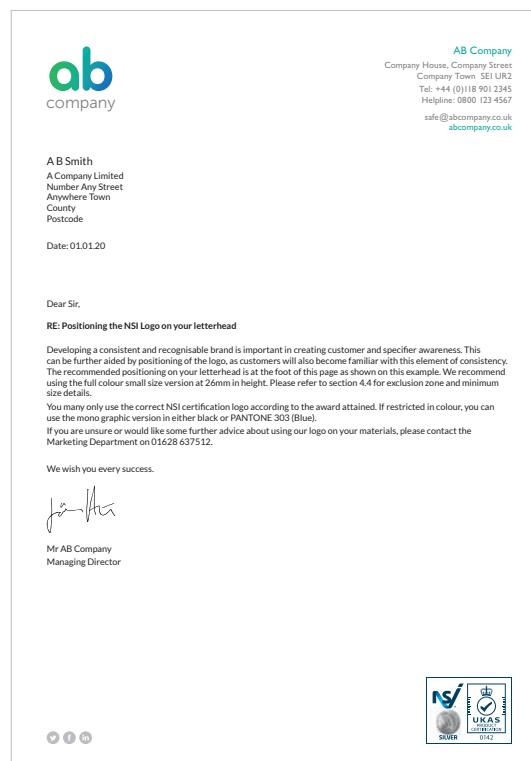 ab
company
AB Company
Company House, Company Street
Company Town SE1 UR2
Tel: +44 (0)118 901 2345
Helpline: 0800 123 4567
safe@abcompany.co.uk
abcompany.co.uk
A B Smith
A Company Limited
Number Any Street
Anywhere Town
County
Postcode
Date: 01.01.20
Dear Sir,
RE: Positioning the NSI Logo on your letterhead
Developing a consistent and recognisable brand is important in creating customer and specifier awareness. This
can be further aided by positioning of the logo, as customers will also become familiar with this element of consistency.
The recommended positioning on your letterhead is at the foot of this page as shown on this example. We recommend
using the full colour small size version at 26mm in height. Please refer to section 4.4 for exclusion zone and minimum
size details.
You many only use the correct NSI certification logo according to the award attained. If restricted in colour, you can
use the mono graphic version in either black or PANTONE 303 (Blue).
If you are unsure or would like some further advice about using our logo on your materials, please contact the
Marketing Department on 01628 637512.
We wish you every success.
Mr AB Company
Managing Director
NSI
SILVER
UKAS
PRODUCT
CERTIFICATION
0142